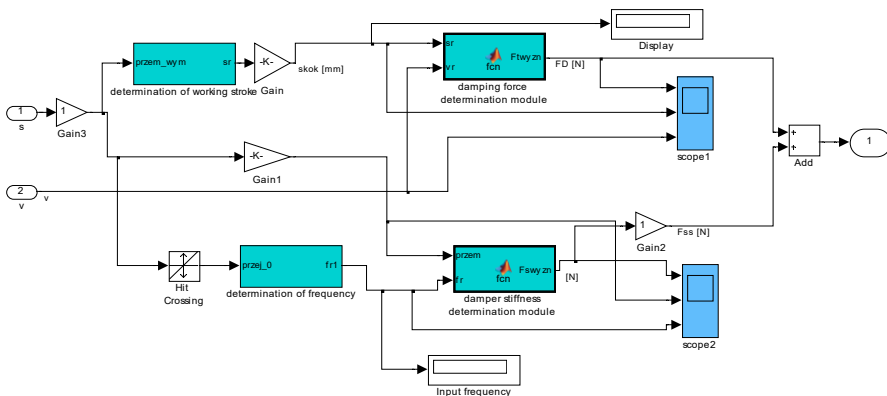 przem_wym
sr
determination of working stroke
-K-
Gain
skok [mm]
sr
vr
fcn
Ftwyzn
damping force
determination module
FD [N]
Display
scope1
1
s
1
Gain3
-K-
Gain1
2
v
v
Add
1
1
Gain2
Fss [N]
Hit
Crossing
przej_0
fr1
determination of frequency
przem
fr
fcn
Fswyzn
damper stiffness
determination module
[N]
scope2
Input frequency